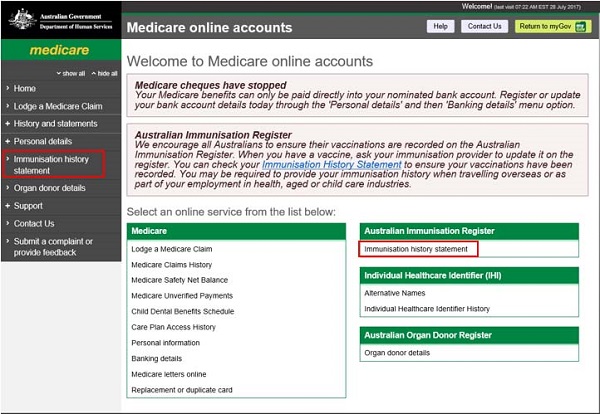 Welcome! (last visit 07:22 AM EST 28 July 2017)
Australian Government
Department of Human Services
Medicare online accounts
Help
Contact Us
Return to myGov
medicare
show all
hide all
Home
Lodge a Medicare Claim
History and statements
Personal details
Immunisation history
statement
Organ donor details
Support
Contact Us
Submit a complaint or
provide feedback
Welcome to Medicare online accounts
Medicare cheques have stopped
Your Medicare benefits can only be paid directly into your nominated bank account. Register or update
your bank account details today through the 'Personal details' and then 'Banking details' menu option.
Australian Immunisation Register
We encourage all Australians to ensure their vaccinations are recorded on the Australian
Immunisation Register. When you have a vaccine, ask your immunisation provider to update it on the
register. You can check your Immunisation History Statement to ensure your vaccinations have been
recorded. You may be required to provide your immunisation history when travelling overseas or as
part of your employment in health, aged or child care industries.
Select an online service from the list below:
Medicare
Lodge a Medicare Claim
Medicare Claims History
Medicare Safety Net Balance
Medicare Unverified Payments
Child Dental Benefits Schedule
Care Plan Access History
Personal information
Banking details
Medicare letters online
Replacement or duplicate card
Australian Immunisation Register
Immunisation history statement
Individual Healthcare Identifier (IHI)
Alternative Names
Individual Healthcare Identifier History
Australian Organ Donor Register
Organ donor details